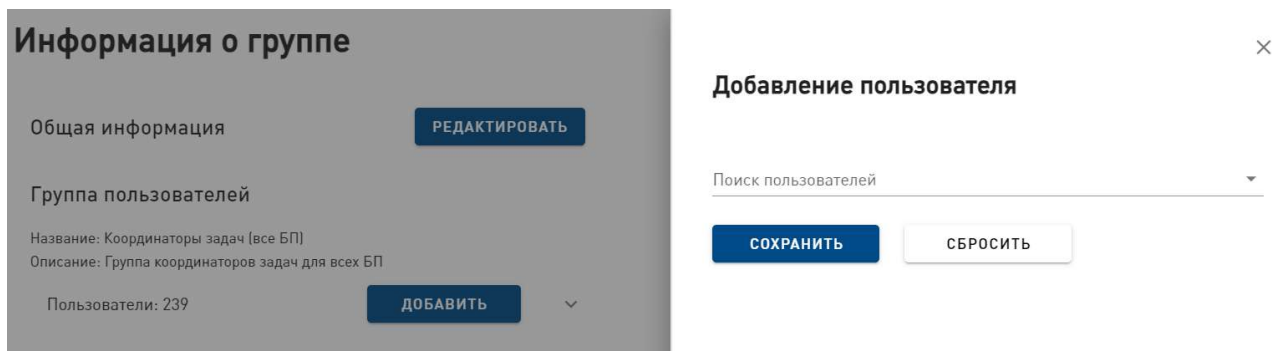 Информация о группе
Общая информация
РЕДАКТИРОВАТЬ
Группа пользователей
Название: Координаторы задач (все БП)
Описание: Группа координаторов задач для всех БП
Пользователи: 239
ДОБАВИТЬ
Добавление пользователя
Поиск пользователей
СОХРАНИТЬ
СБРОСИТЬ